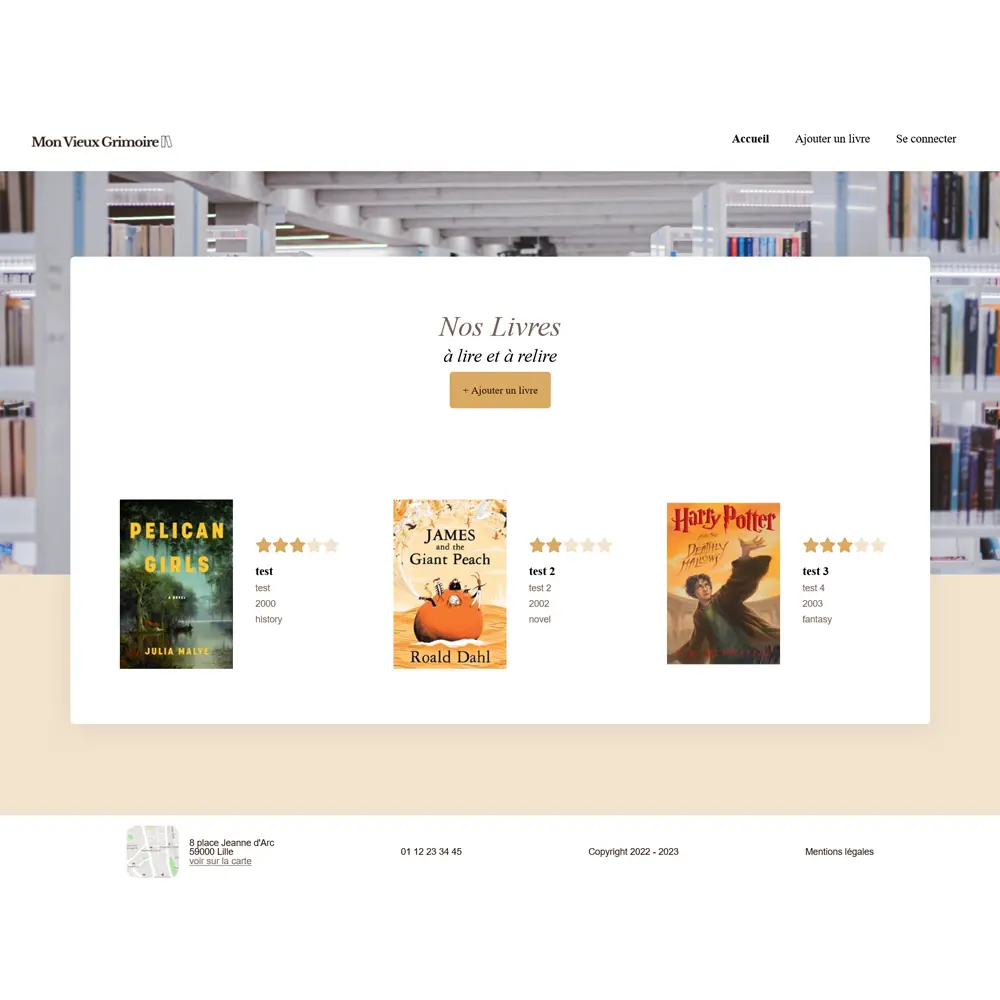 Mon Vieux Grimoire
Accueil
Ajouter un livre
Se connecter
Nos Livres
à lire et à relire
+ Ajouter un livre
PELICAN
GIRLS
A NOVEL
JULIA MALYE
test
test
2000
history
JAMES
and the
Giant Peach
Roald Dahl
test 2
test 2
2002
novel
Harry Potter
AND THE
DEATHLY
HALLOWS
test 3
test 4
2003
fantasy
8 place Jeanne d'Arc
59000 Lille
voir sur la carte
01 12 23 34 45
Copyright 2022 - 2023
Mentions légales